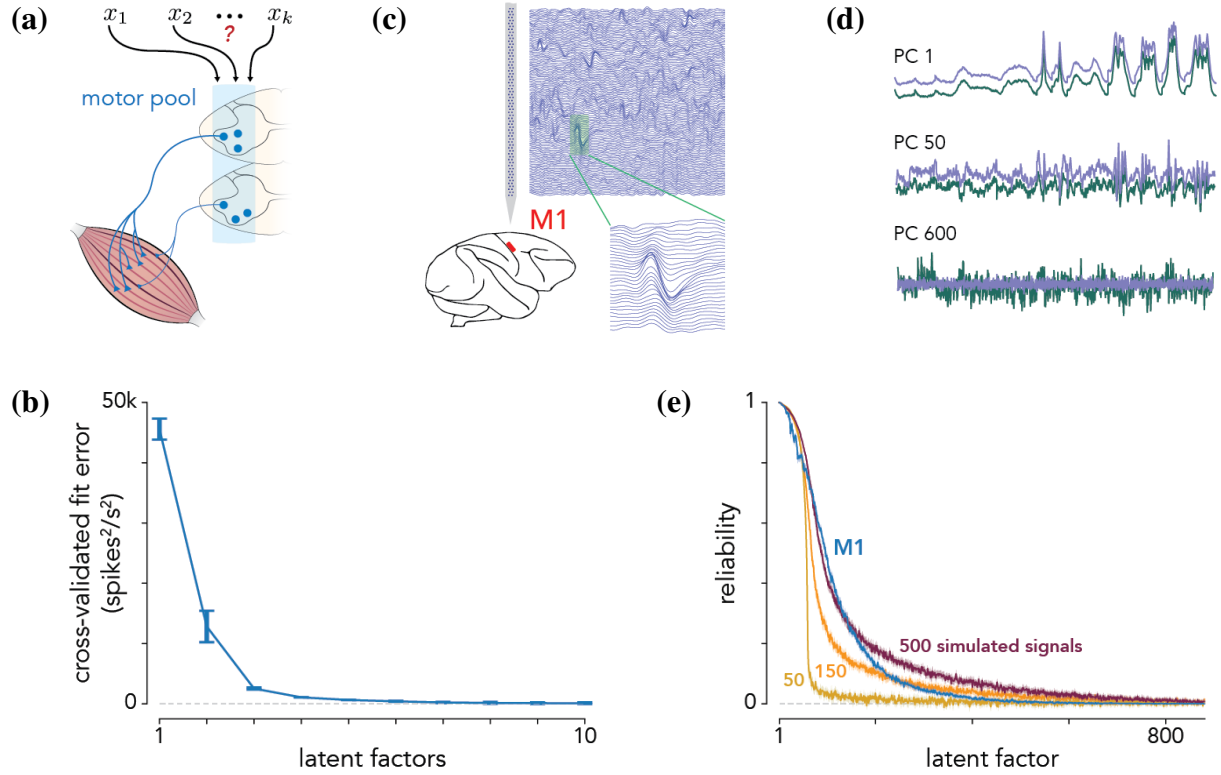 (a)
x1 x2 ••• xk
?
motor pool
(c)
M1
(d)
PC 1
PC 50
PC 600
(b)
50k
0
cross-validated fit error
(spikes²/s²)
1
10
latent factors
(e)
1
0
reliability
M1
500 simulated signals
150
50
1
800
latent factor